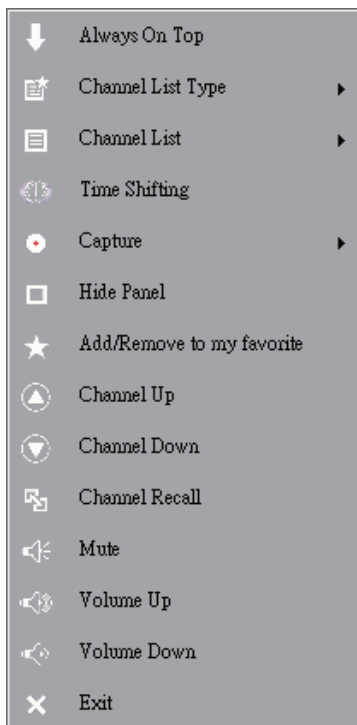 Always On Top
Channel List Type
Channel List
Time Shifting
Capture
Hide Panel
Add/Remove to my favorite
Channel Up
Channel Down
Channel Recall
Mute
Volume Up
Volume Down
Exit